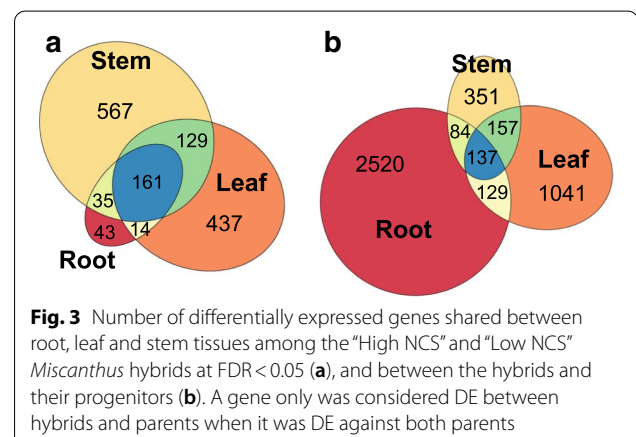 a
b
Stem
567
129
161
35
Leaf
437
43
14
Root
Stem
351
84
157
137
2520
Leaf
129
1041
Root
Fig. 3 Number of differentially expressed genes shared between
root, leaf and stem tissues among the “High NCS” and “Low NCS”
Miscanthus hybrids at FDR < 0.05 (a), and between the hybrids and
their progenitors (b). A gene only was considered DE between
hybrids and parents when it was DE against both parents